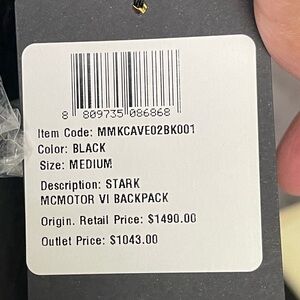 8 809735 086868
Item Code: MMKCAVE02BK001
Color: BLACK
Size: MEDIUM
Description: STARK
MCMOTOR VI BACKPACK
Origin. Retail Price: $1490.00
Outlet Price: $1043.00